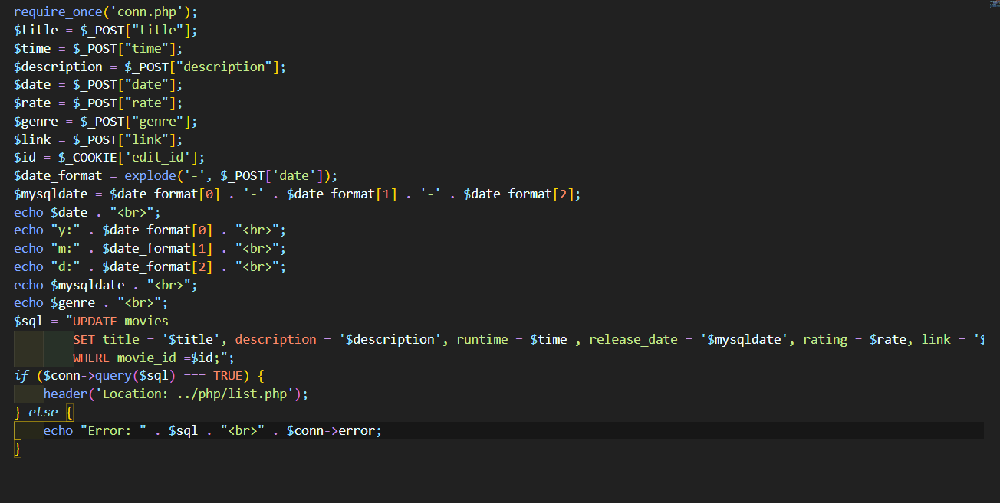 require_once('conn.php');
$title = $_POST["title"];
$time = $_POST["time"];
$description = $_POST["description"];
$date = $_POST["date"];
$rate = $_POST["rate"];
$genre = $_POST["genre"];
$link = $_POST["link"];
$id = $_COOKIE['edit_id'];
$date_format = explode('-', $_POST['date']);
$mysqldate = $date_format[0] . '-' . $date_format[1] . '-' . $date_format[2];
echo $date . "<br>";
echo "y:" . $date_format[0] . "<br>";
echo "m:" . $date_format[1] . "<br>";
echo "d:" . $date_format[2] . "<br>";
echo $mysqldate . "<br>";
echo $genre . "<br>";
$sql = "UPDATE movies
SET title = '$title', description = '$description', runtime = $time , release_date = '$mysqldate', rating = $rate, link = '$
WHERE movie_id =$id;";
if ($conn->query($sql) === TRUE) {
header('Location: ../php/list.php');
} else {
echo "Error: " . $sql . "<br>" . $conn->error;
}